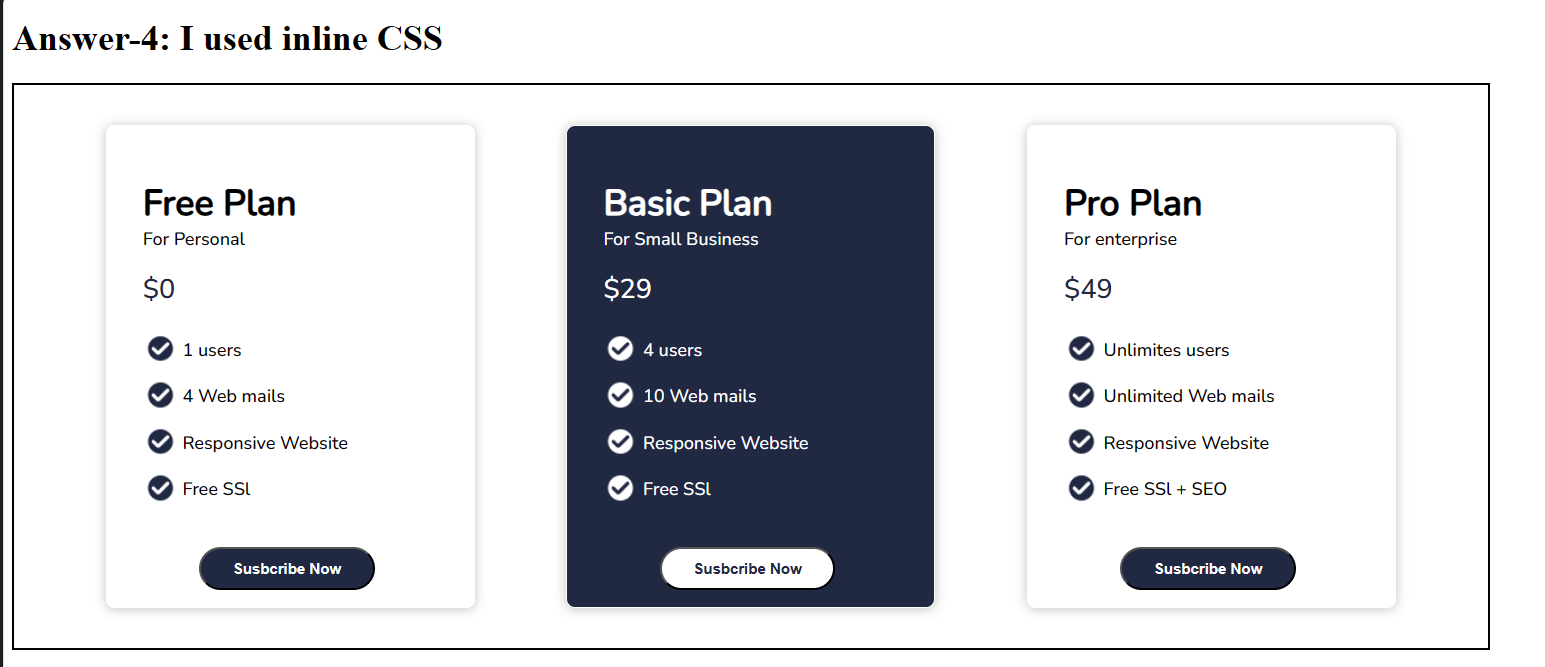 Answer-4: I used inline CSS
Free Plan
For Personal
$0
1 users
4 Web mails
Responsive Website
Free SSl
Susbcribe Now
Basic Plan
For Small Business
$29
4 users
10 Web mails
Responsive Website
Free SSl
Susbcribe Now
Pro Plan
For enterprise
$49
Unlimites users
Unlimited Web mails
Responsive Website
Free SSl + SEO
Susbcribe Now